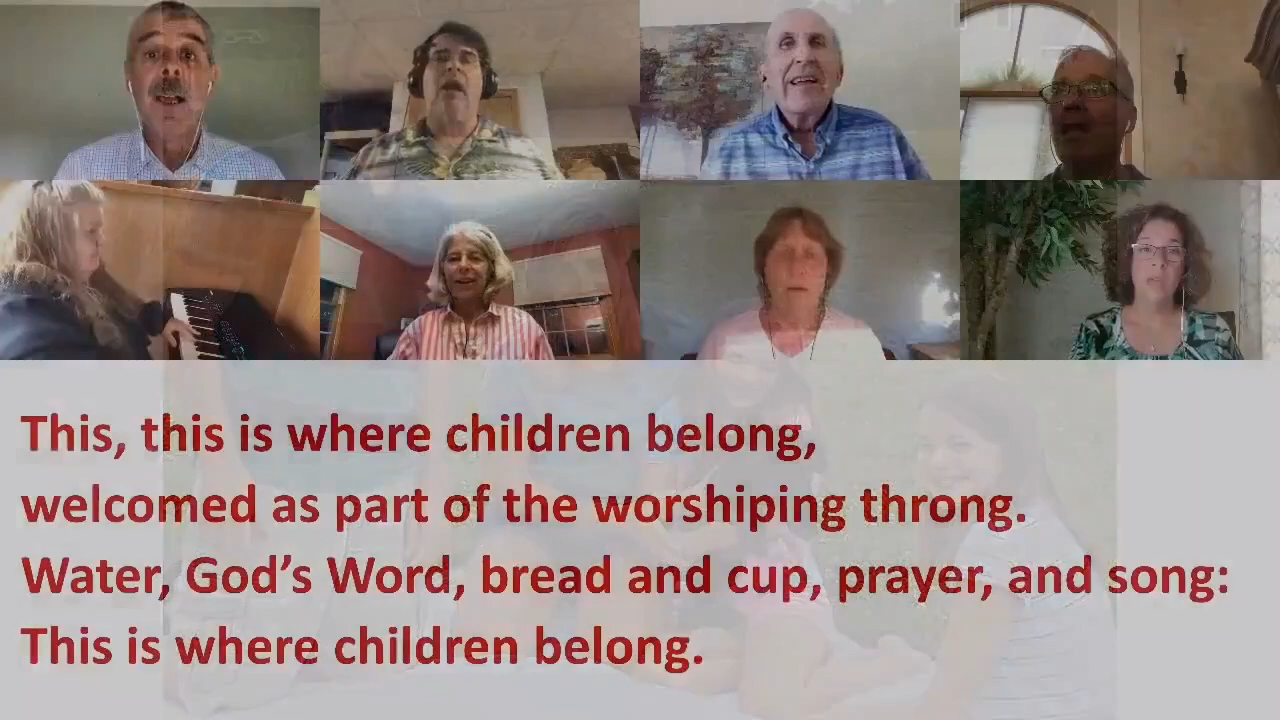 This, this is where children belong,
welcomed as part of the worshiping throng.
Water, God’s Word, bread and cup, prayer, and song:
This is where children belong.